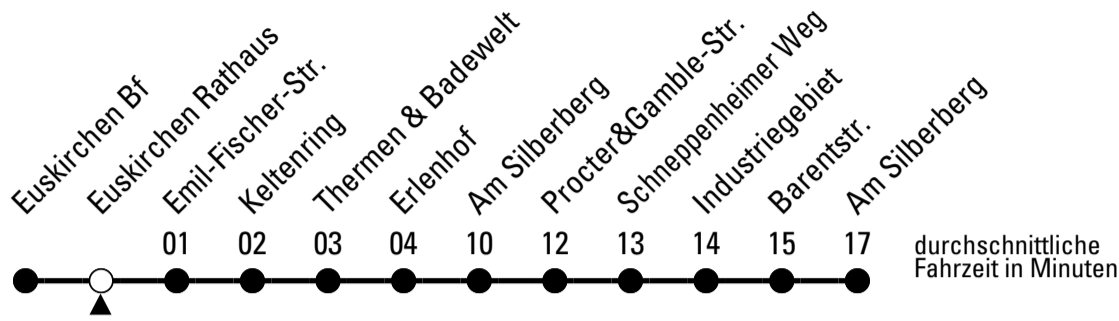 Euskirchen Bf
Euskirchen Rathaus
Emil-Fischer-Str.
Keltenring
Thermen & Badewelt
Erlenhof
Am Silberberg
Procter&Gamble-Str.
Schneppenheimer Weg
Industriegebiet
Barentstr.
Am Silberberg
01 02 03 04 10 12 13 14 15 17
durchschnittliche
Fahrzeit in Minuten